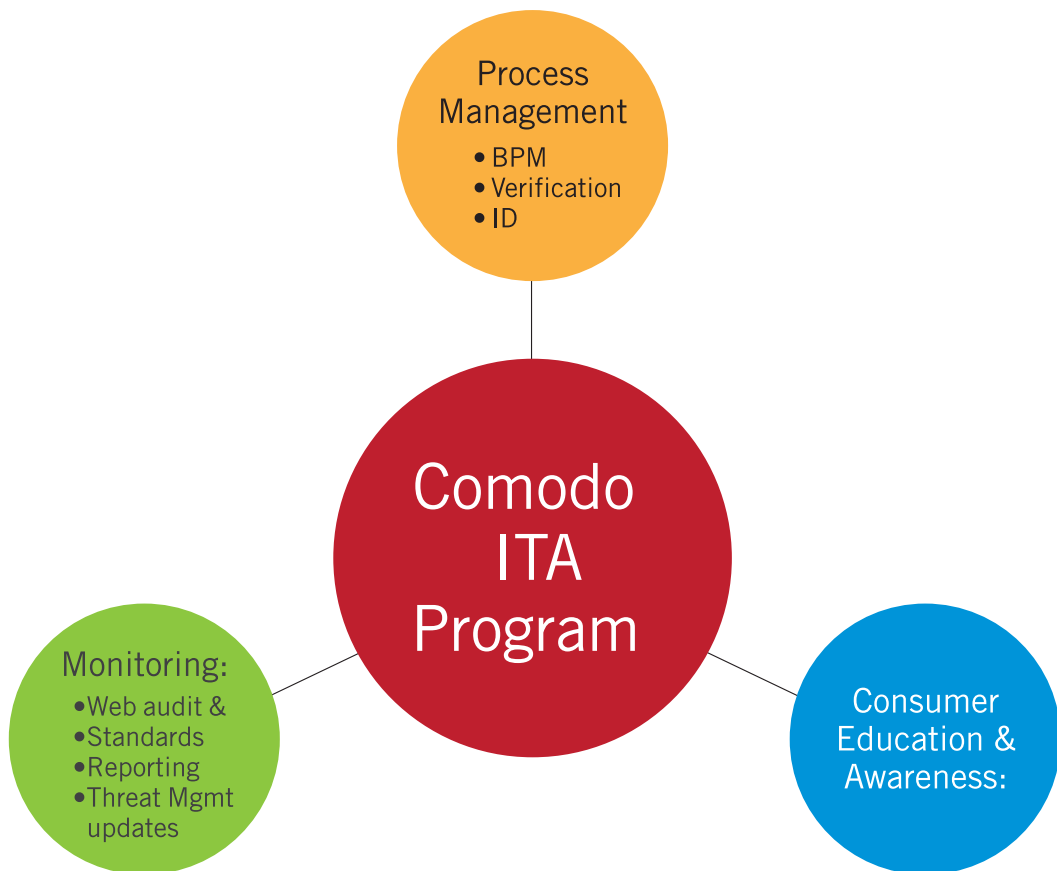 Process
Management
• BPM
• Verification
• ID
Comodo
ITA
Program
Monitoring:
•Web audit &
•Standards
•Reporting
•Threat Mgmt
updates
Consumer
Education &
Awareness: